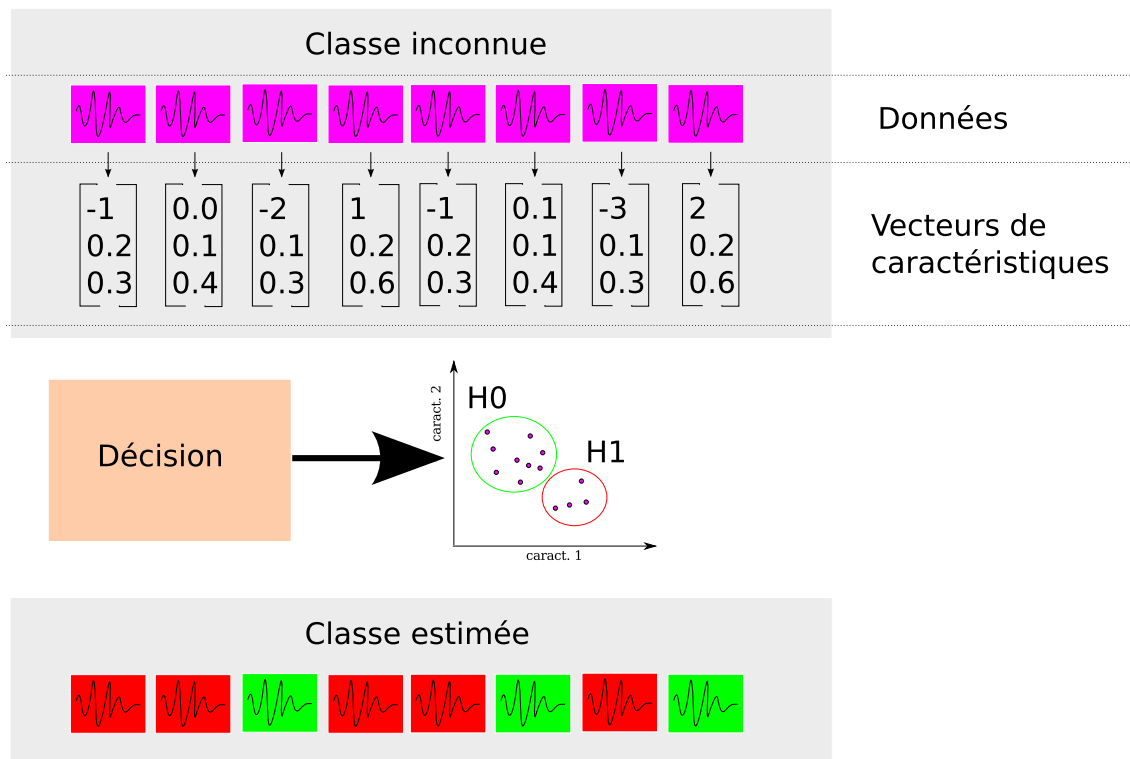 Classe inconnue
Données
-1 0.0 -2 1 -1 0.1 -3 2
0.2 0.1 0.1 0.2 0.2 0.1 0.1 0.2
0.3 0.4 0.3 0.6 0.3 0.4 0.3 0.6
Vecteurs de
caractéristiques
Décision
caract. 2
H0
H1
caract. 1
Classe estimée